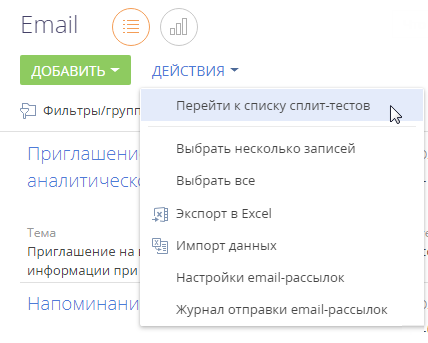 Email
ДОБАВИТЬ ДЕЙСТВИЯ
Перейти к списку сплит-тестов
Фильтры/групп
Выбрать несколько записей
Приглашени
аналитическо
Выбрать все
Экспорт в Excel
Тема
Импорт данных
Приглашение на
информации при
Настройки email-рассылок
Напоминани
Журнал отправки email-рассылок